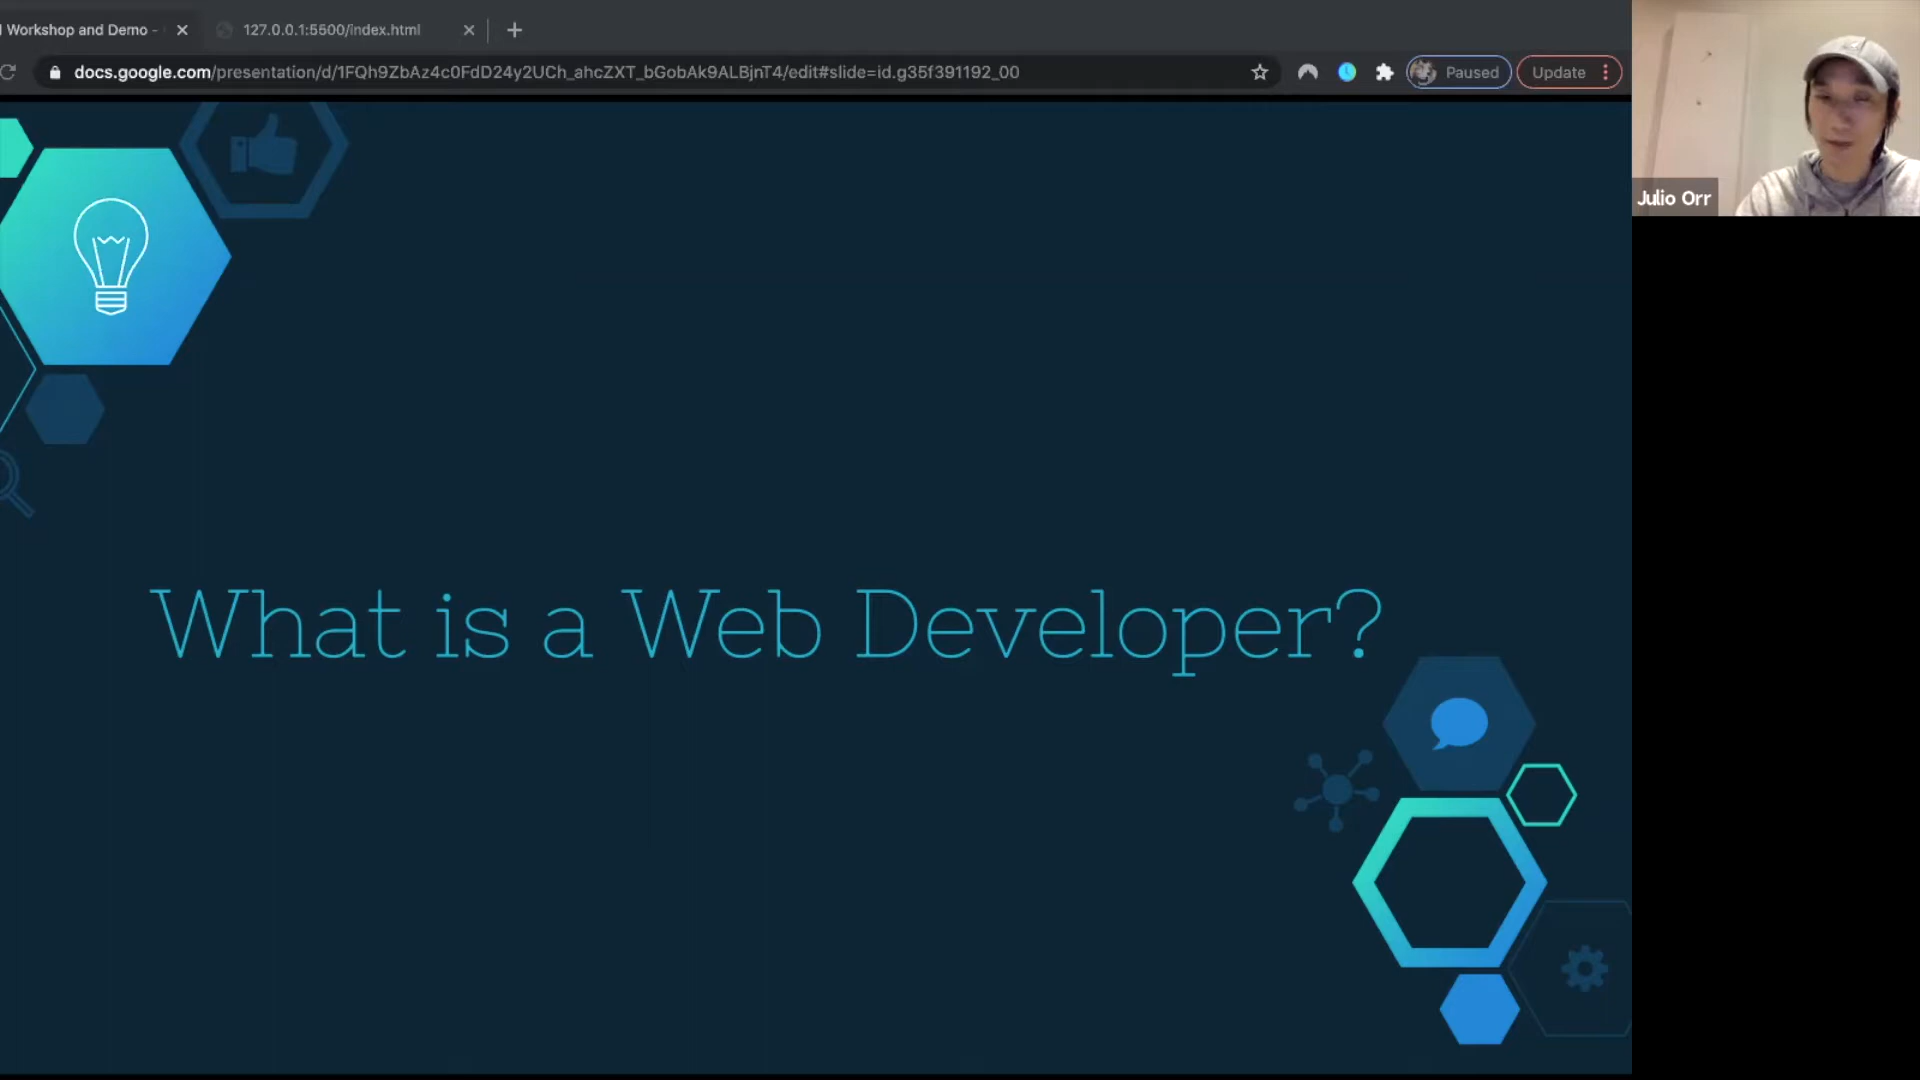 Workshop and Demo -
127.0.0.1:5500/index.html
docs.google.com/presentation/d/1FQh9ZbAz4c0FdD24y2UCh_ahcZXT_bGobAk9ALBjnT4/edit#slide=id.g35f391192_00
Paused
Update
Julio Orr
What is a Web Developer?